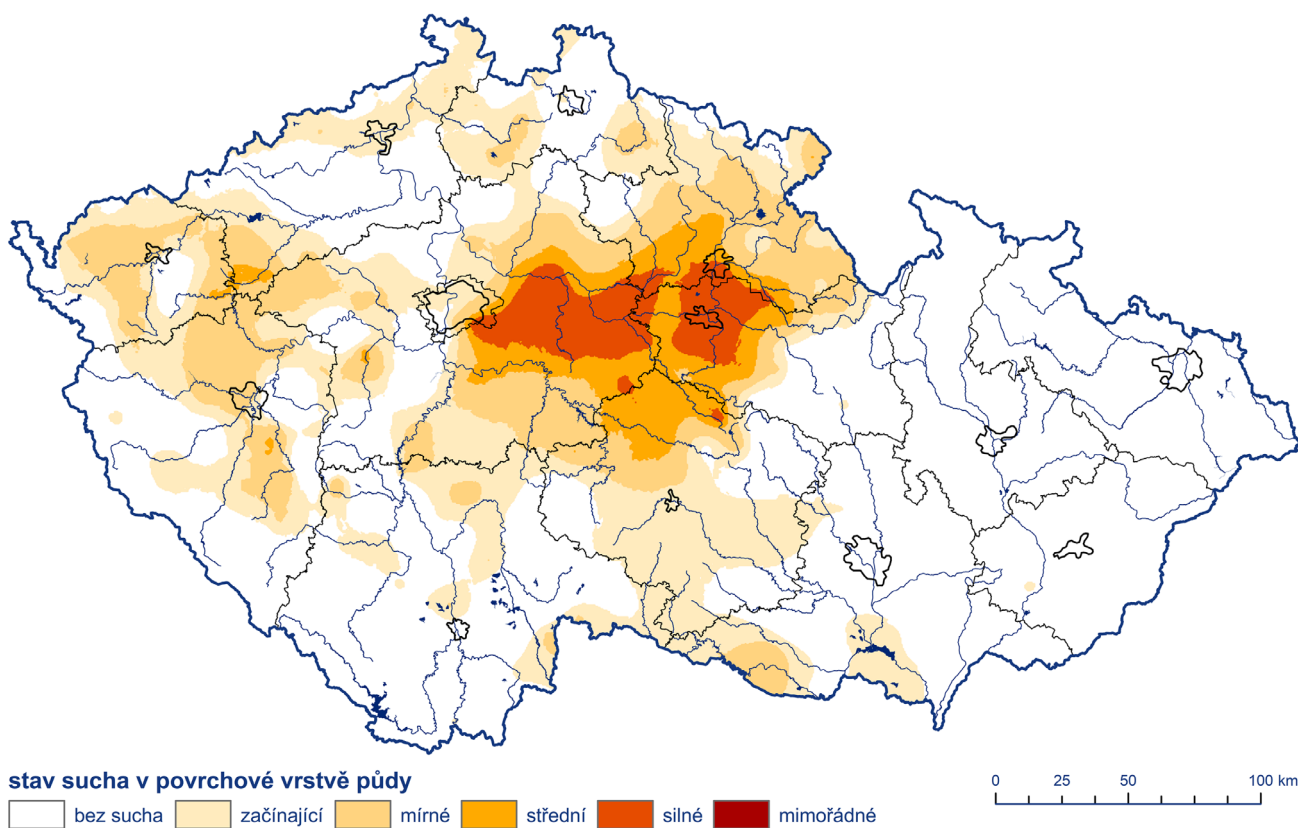 stav sucha v povrchové vrstvě půdy
bez sucha začínající mírné střední silné mimořádné
0 25 50 100 km